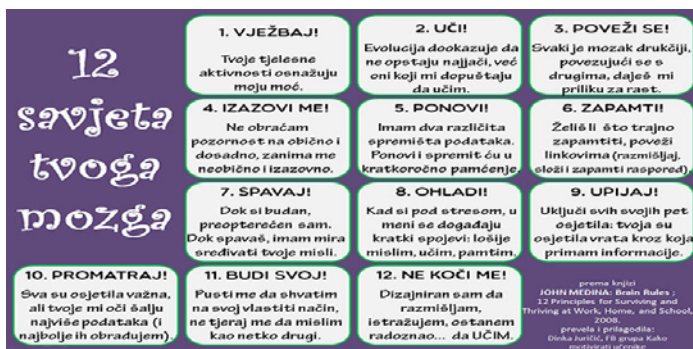 12
savjeta
tvoga
mozga
1. VJEŽBAJ!
Tvoje tjelesne
aktivnosti osnažuju
moju moć.
2. UČI!
Evolucija dookazuje da
ne opstaju najjači, već
oni koji mi dopuštaju
da učim.
3. POVEŽI SE!
Svaki je mozak drukčiji,
povezujući se s
drugima, daješ mi
priliku za rast.
4. IZAZOVI ME!
Ne obraćam
pozornost na obično i
dosadno, zanima me
neobično i izazovno.
5. PONOVI!
Imam dva različita
spremišta podataka.
Ponovi i spremit ću u
kratkoročno pamćenje.
6. ZAPAMTI!
Želiš li što trajno
zapamtiti, poveži
linkovima (razmišljaj,
složi i zapamti raspored).
7. SPAVAJ!
Dok si budan,
preopterećen sam.
Dok spavaš, imam mira
sređivati tvoje misli.
8. OHLADI!
Kad si pod stresom, u
meni se događaju
kratki spojevi: lošije
mislim, učim, pamtim.
9. UPIJAJ!
Uključi svih svojih pet
osjetila: tvoja su
osjetila vrata kroz koja
primam informacije.
10. PROMATRAJ!
Sva su osjetila važna,
ali tvoje mi oči šalju
najviše podataka (i
najbolje ih obrađujem).
11. BUDI SVOJ!
Pusti me da shvatim
na svoj vlastiti način,
ne tjeraj me da mislim
kao netko drugi.
12. NE KOČI ME!
Dizajniran sam da
razmišljam,
istražujem, ostanem
radoznao... da UČIM.
prema knjizi
JOHN MEDINA: Brain Rules ;
12 Principles for Surviving and
Thriving at Work, Home, and School,
2008.
prevela i prilagodila:
Dinka Juričić, FB grupa Kako
motivirati učenike